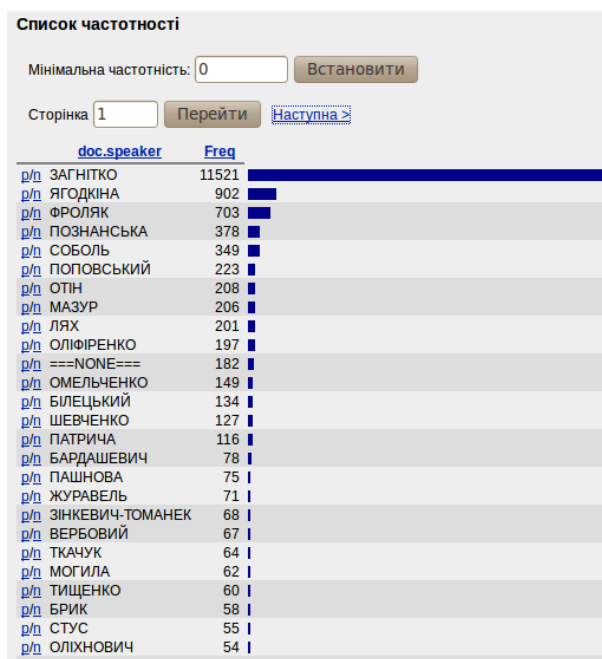 Список частотності
Мінімальна частотність: 0 Встановити
Сторінка 1 Перейти Наступна >
doc.speaker Freq
p/n ЗАГНІТКО 11521
p/n ЯГОДКІНА 902
p/n ФРОЛЯК 703
p/n ПОЗНАНСЬКА 378
p/n СОБОЛЬ 349
p/n ПОПОВСЬКИЙ 223
p/n ОТІН 208
p/n МАЗУР 206
p/n ЛЯХ 201
p/n ОЛІФІРЕНКО 197
p/n ===NONE=== 182
p/n ОМЕЛЬЧЕНКО 149
p/n БІЛЕЦЬКИЙ 134
p/n ШЕВЧЕНКО 127
p/n ПАТРИЧА 116
p/n БАРДАШЕВИЧ 78
p/n ПАШНОВА 75
p/n ЖУРАВЕЛЬ 71
p/n ЗІНКЕВИЧ-ТОМАНЕК 68
p/n ВЕРБОВИЙ 67
p/n ТКАЧУК 64
p/n МОГИЛА 62
p/n ТИЩЕНКО 60
p/n БРИК 58
p/n СТУС 55
p/n ОЛІХНОВИЧ 54